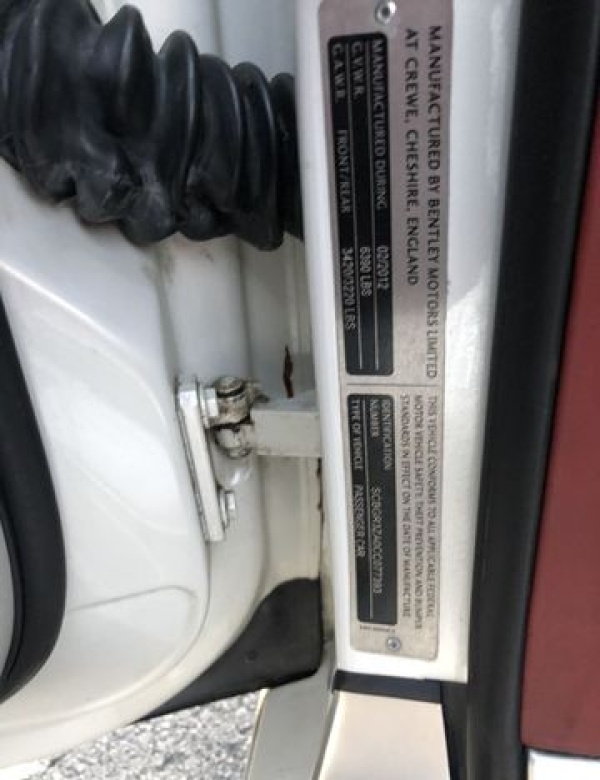 MANUFACTURED BY BENTLEY MOTORS LIMITED
AT CREWE, CHESHIRE, ENGLAND
MANUFACTURED DURING 02/2012
G.V.W.R. 6390 LBS
G.A.W.R. FRONT/REAR 3420/3220 LBS
THIS VEHICLE CONFORMS TO ALL APPLICABLE FEDERAL
MOTOR VEHICLE SAFETY, THEFT PREVENTION AND BUMPER
STANDARDS IN EFFECT ON THE DATE OF MANUFACTURE
IDENTIFICATION
NUMBER SCBGR3ZA0CC077393
TYPE OF VEHICLE PASSENGER CAR